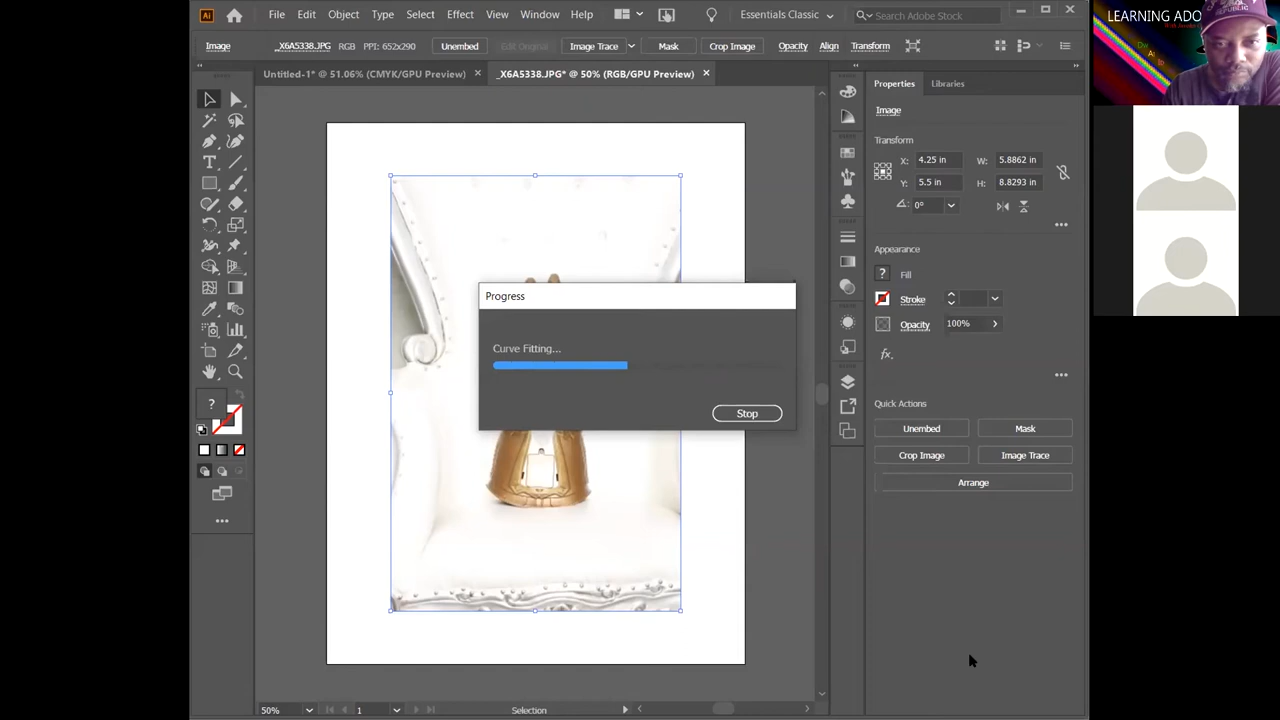 Ai
File Edit Object Type Select Effect View Window Help
Essentials Classic
Search Adobe Stock
LEARNING ADO
Dw
Ai
Id
Image
_X6A5338.JPG
RGB
PPI: 652x290
Unembed
Edit Original
Image Trace
Mask
Crop Image
Opacity
Align
Transform
Untitled-1* @ 51.06% (CMYK/GPU Preview)
_X6A5338.JPG* @ 50% (RGB/GPU Preview)
Properties
Libraries
Image
Transform
X: 4.25 in
W: 5.8862 in
Y: 5.5 in
H: 8.8293 in
0°
Appearance
? Fill
Stroke
Opacity
100%
fx.
Quick Actions
Unembed
Mask
Crop Image
Image Trace
Arrange
Progress
Curve Fitting...
Stop
?
50%
1
Selection